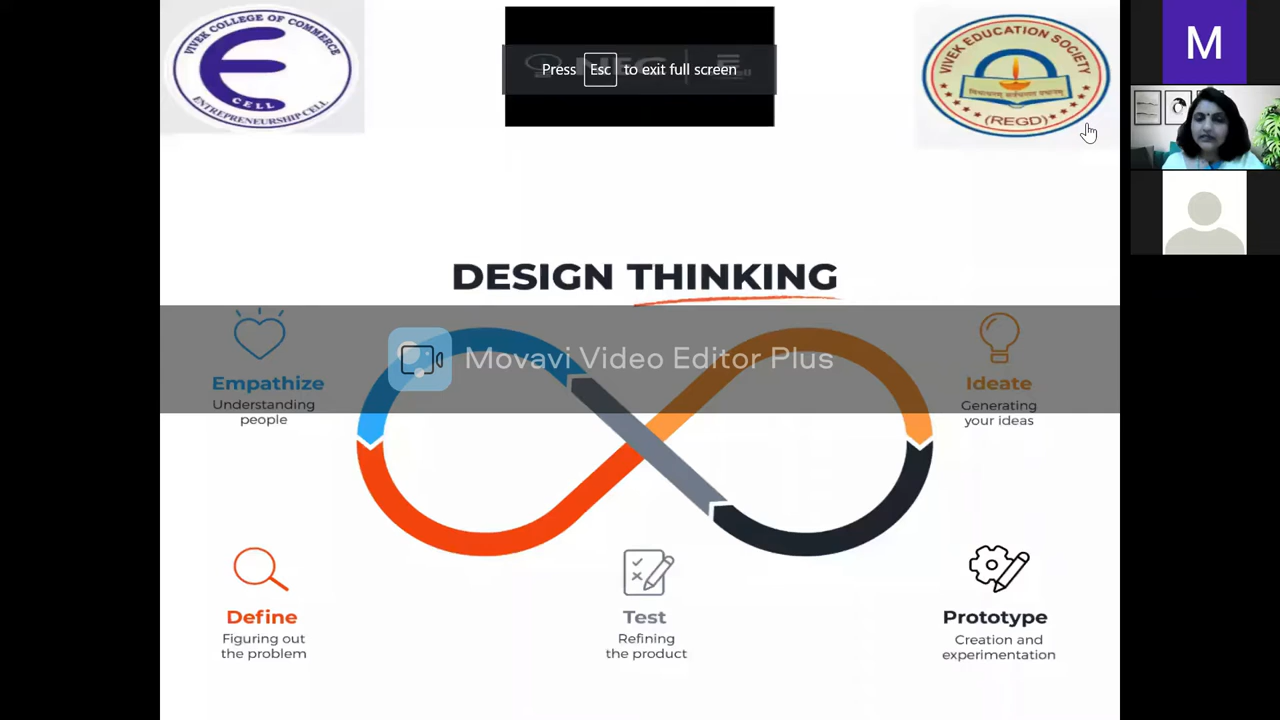 VIVEK COLLEGE OF COMMERCE
CELL
ENTREPRENEURSHIP CELL
Press Esc to exit full screen
VIVEK EDUCATION SOCIETY
(REGD)
M
DESIGN THINKING
Movavi Video Editor Plus
Empathize
Understanding
people
Ideate
Generating
your ideas
Define
Figuring out
the problem
Test
Refining
the product
Prototype
Creation and
experimentation